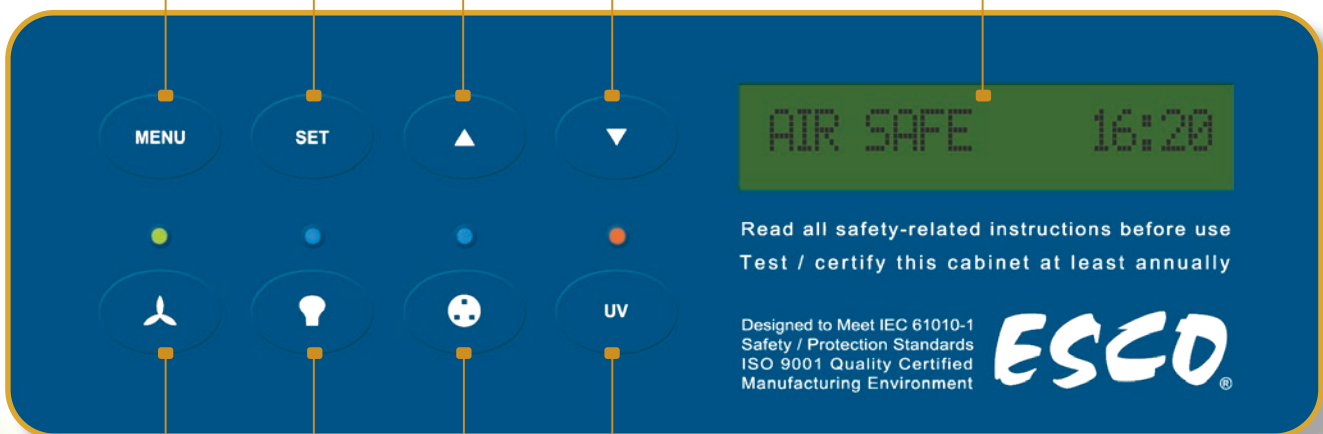 MENU SET ▲ ▼
AIR SAFE 16:20
UV
Read all safety-related instructions before use
Test / certify this cabinet at least annually
Designed to Meet IEC 61010-1
Safety / Protection Standards
ISO 9001 Quality Certified
Manufacturing Environment
ESCO®